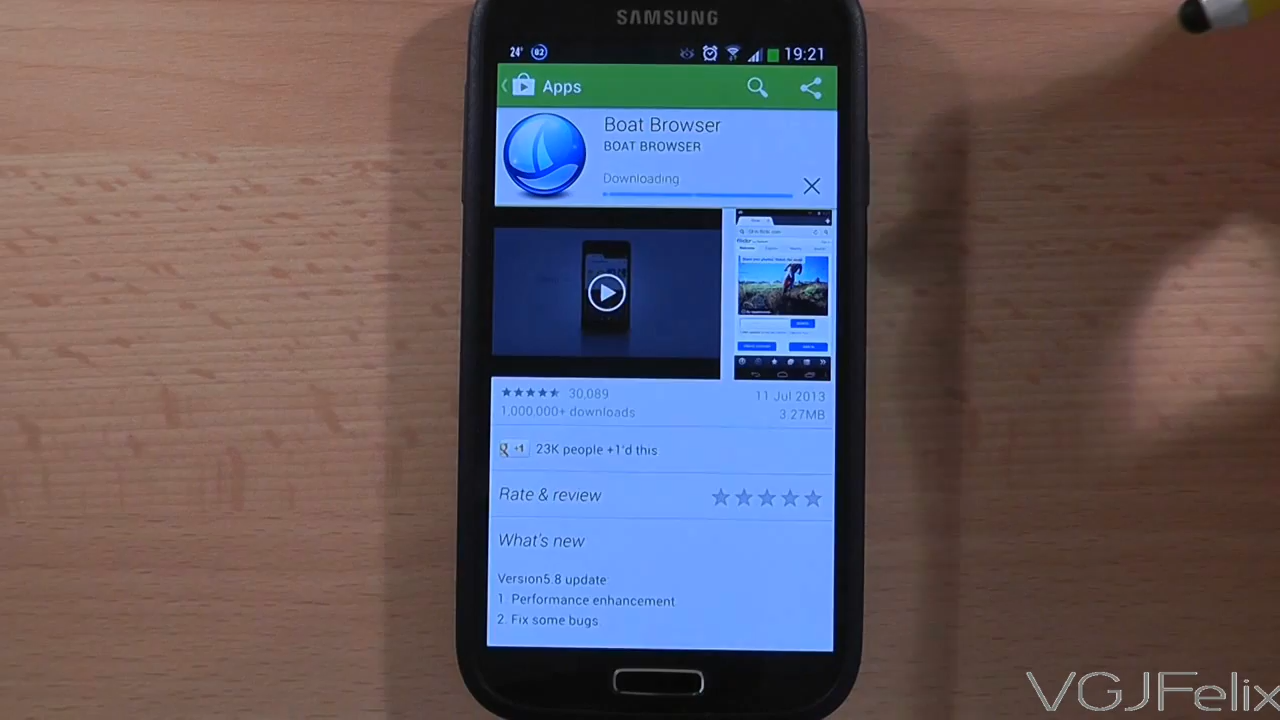 SAMSUNG
24° 82 19:21
Apps
Boat Browser
BOAT BROWSER
Downloading
30,089 11 Jul 2013
1,000,000+ downloads 3.27MB
+1 23K people +1'd this
Rate & review
What's new
Version5.8 update:
1. Performance enhancement
2. Fix some bugs
VGJFelix